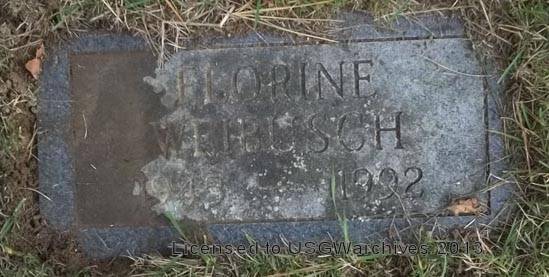 FLORINE
WEIBUSCH
1992
Licensed to USGWarchives 2013